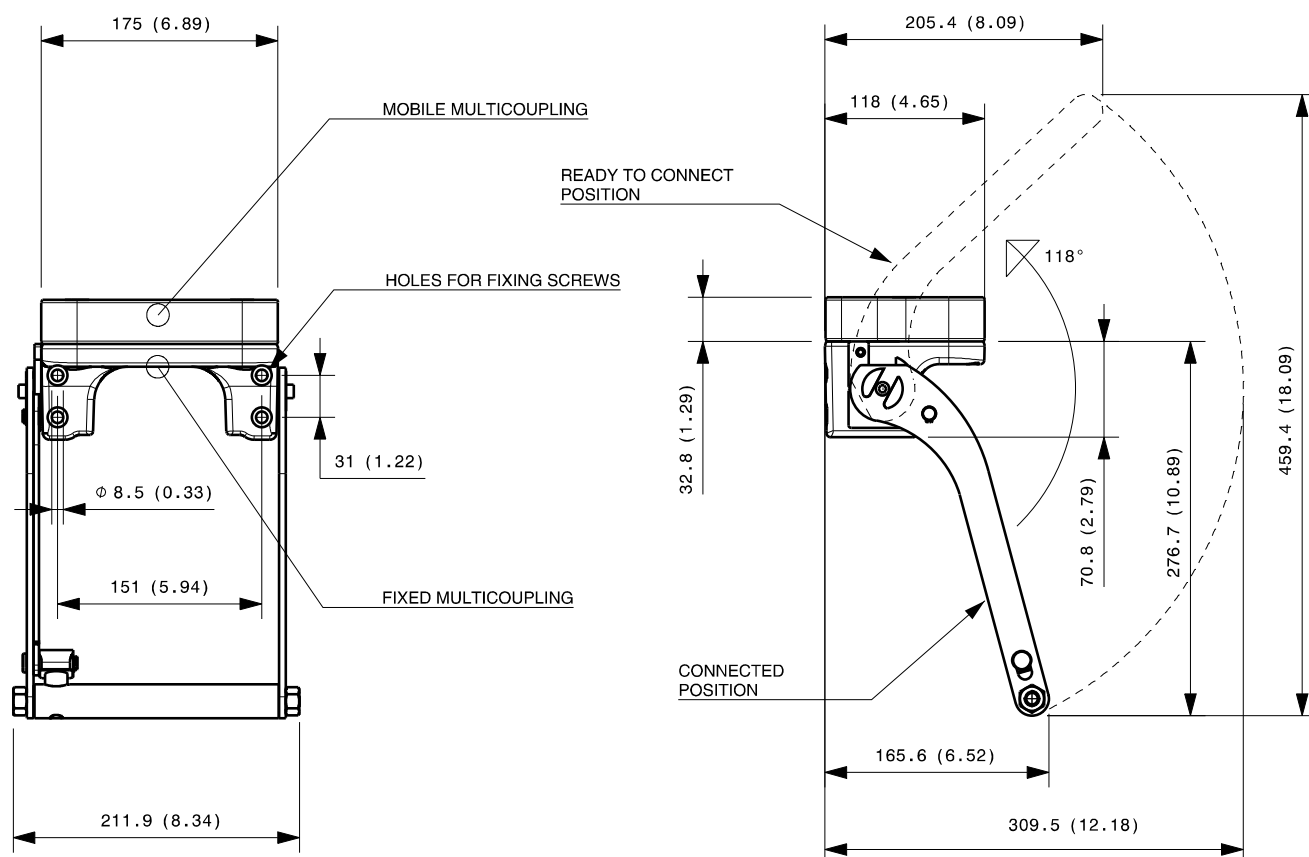 175 (6.89)
205.4 (8.09)
MOBILE MULTICOUPLING
118 (4.65)
READY TO CONNECT
POSITION
118°
HOLES FOR FIXING SCREWS
32.8 (1.29)
459.4 (18.09)
31 (1.22)
Φ 8.5 (0.33)
70.8 (2.79)
276.7 (10.89)
151 (5.94)
FIXED MULTICOUPLING
CONNECTED
POSITION
165.6 (6.52)
211.9 (8.34)
309.5 (12.18)